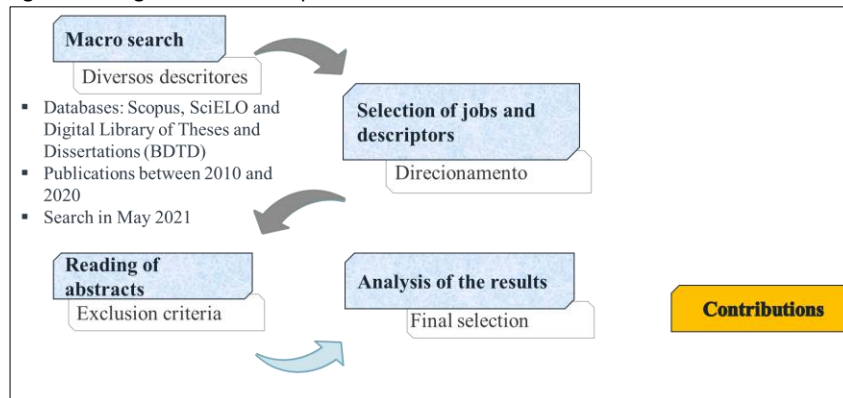 Macro search
Diversos descritores
▪ Databases: Scopus, SciELO and
Digital Library of Theses and
Dissertations (BDTD)
▪ Publications between 2010 and
2020
▪ Search in May 2021
Selection of jobs and
descriptors
Direcionamento
Reading of
abstracts
Exclusion criteria
Analysis of the results
Final selection
Contributions